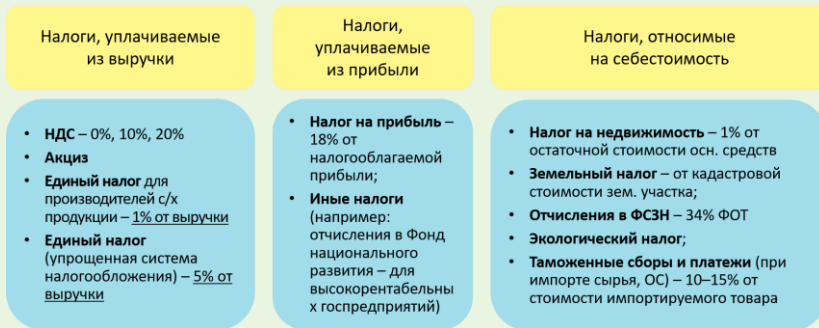 Налоги, уплачиваемые
из выручки
• НДС – 0%, 10%, 20%
• Акциз
• Единый налог для
производителей с/х
продукции – 1% от выручки
• Единый налог
(упрощенная система
налогообложения) – 5% от
выручки
Налоги,
уплачиваемые
из прибыли
• Налог на прибыль –
18% от
налогооблагаемой
прибыли;
• Иные налоги
(например:
отчисления в Фонд
национального
развития – для
высокорентабельны
х госпредприятий)
Налоги, относимые
на себестоимость
• Налог на недвижимость – 1% от
остаточной стоимости осн. средств
• Земельный налог – от кадастровой
стоимости зем. участка;
• Отчисления в ФСЗН – 34% ФОТ
• Экологический налог;
• Таможенные сборы и платежи (при
импорте сырья, ОС) – 10–15% от
стоимости импортируемого товара